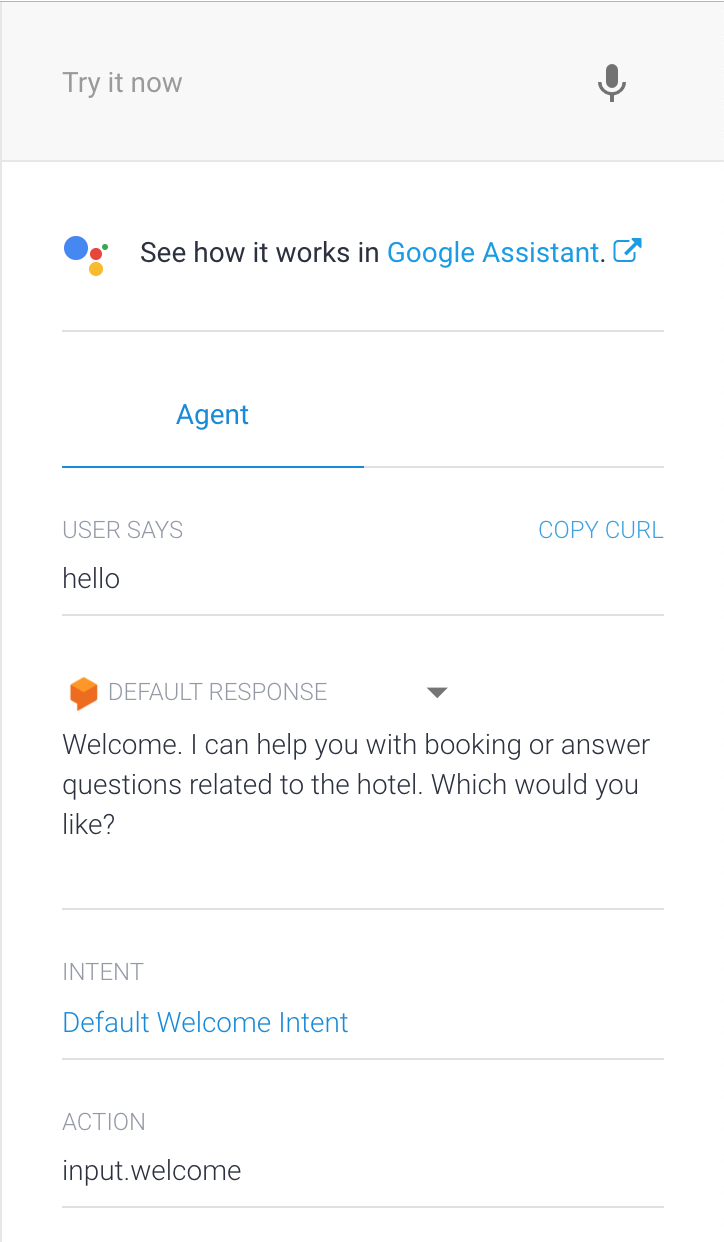 Try it now
See how it works in Google Assistant.
Agent
USER SAYS COPY CURL
hello
DEFAULT RESPONSE
Welcome. I can help you with booking or answer
questions related to the hotel. Which would you
like?
INTENT
Default Welcome Intent
ACTION
input.welcome